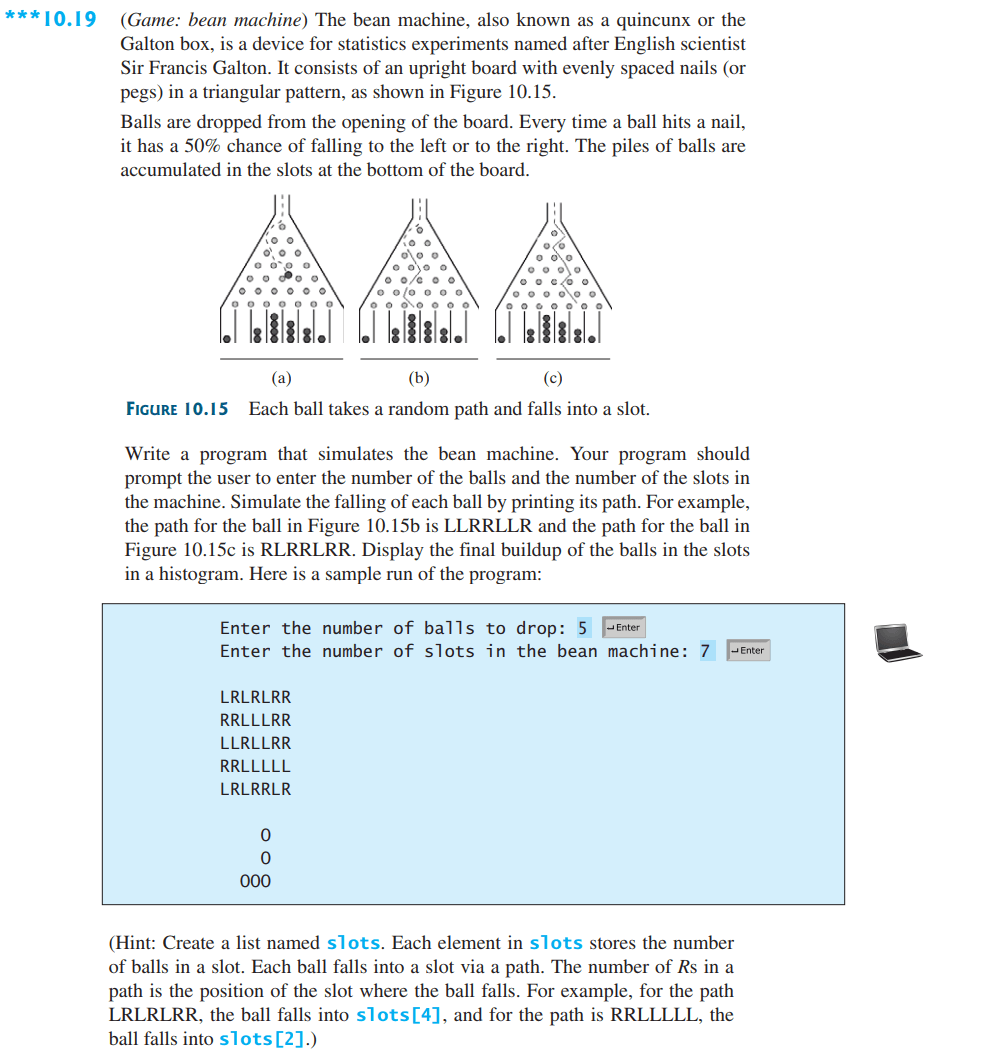 ***10.19 (Game: bean machine) The bean machine, also known as a quincunx or the
Galton box, is a device for statistics experiments named after English scientist
Sir Francis Galton. It consists of an upright board with evenly spaced nails (or
pegs) in a triangular pattern, as shown in Figure 10.15.
Balls are dropped from the opening of the board. Every time a ball hits a nail,
it has a 50% chance of falling to the left or to the right. The piles of balls are
accumulated in the slots at the bottom of the board.
(a) (b) (c)
FIGURE 10.15 Each ball takes a random path and falls into a slot.
Write a program that simulates the bean machine. Your program should
prompt the user to enter the number of the balls and the number of the slots in
the machine. Simulate the falling of each ball by printing its path. For example,
the path for the ball in Figure 10.15b is LLRRLLR and the path for the ball in
Figure 10.15c is RLRRLRR. Display the final buildup of the balls in the slots
in a histogram. Here is a sample run of the program:
Enter the number of balls to drop: 5 ↵Enter
Enter the number of slots in the bean machine: 7 ↵Enter
LRLRLRR
RRLLLRR
LLRLLRR
RRLLLLL
LRLRRLR
O
O
OOO
(Hint: Create a list named slots. Each element in slots stores the number
of balls in a slot. Each ball falls into a slot via a path. The number of Rs in a
path is the position of the slot where the ball falls. For example, for the path
LRLRLRR, the ball falls into slots[4], and for the path is RRLLLLL, the
ball falls into slots[2].)